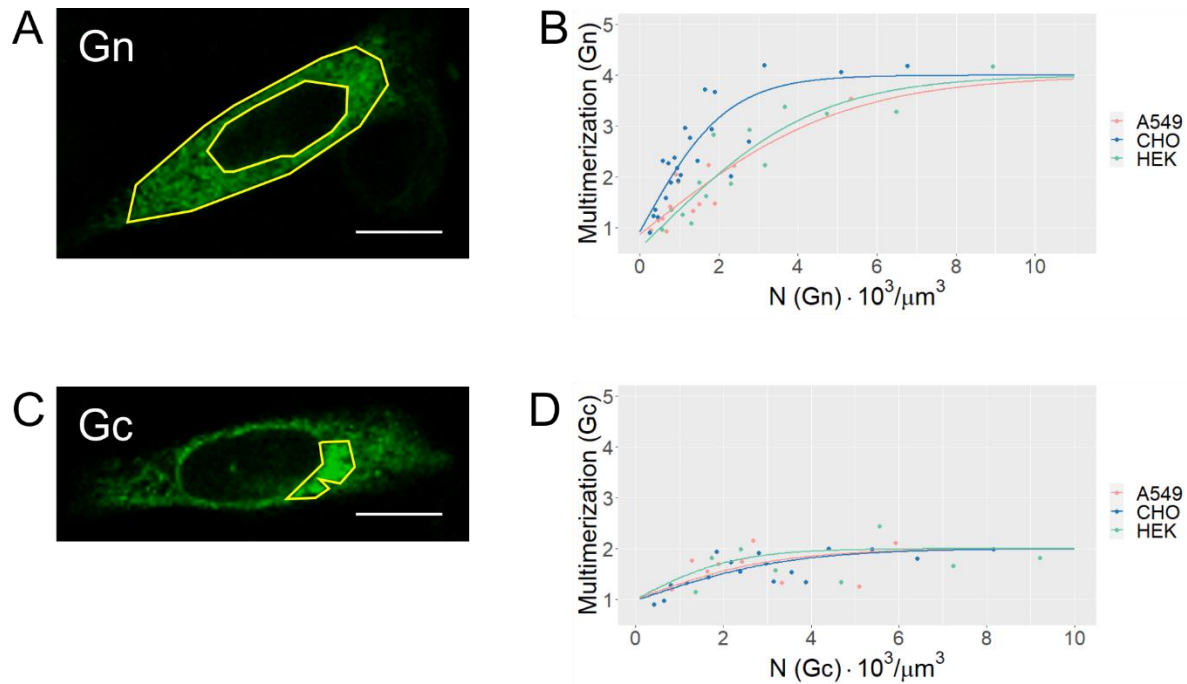 A
Gn
B
Multimerization (Gn)
5
4
3
2
1
0
2
4
6
8
10
N (Gn) · 10³/μm³
A549
CHO
HEK
C
Gc
D
Multimerization (Gc)
5
4
3
2
1
0
2
4
6
8
10
N (Gc) · 10³/μm³
A549
CHO
HEK